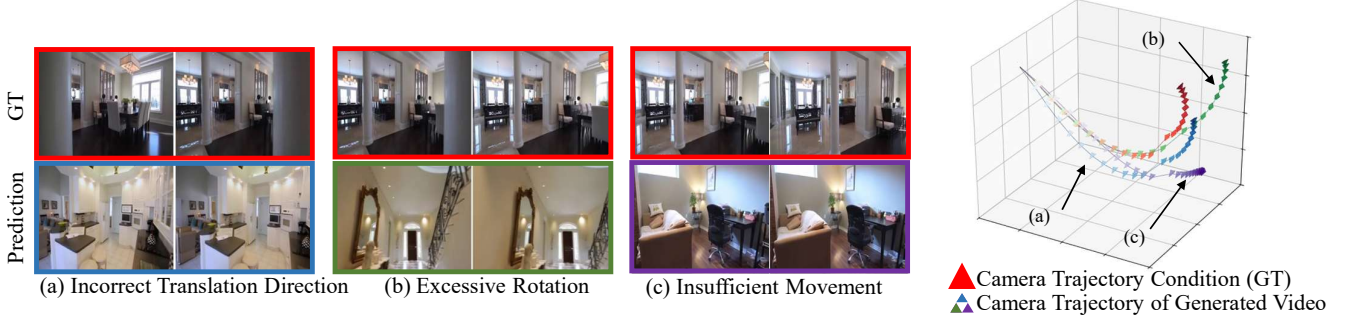 GT
Prediction
(a) Incorrect Translation Direction
(b) Excessive Rotation
(c) Insufficient Movement
(b)
(a)
(c)
Camera Trajectory Condition (GT)
Camera Trajectory of Generated Video